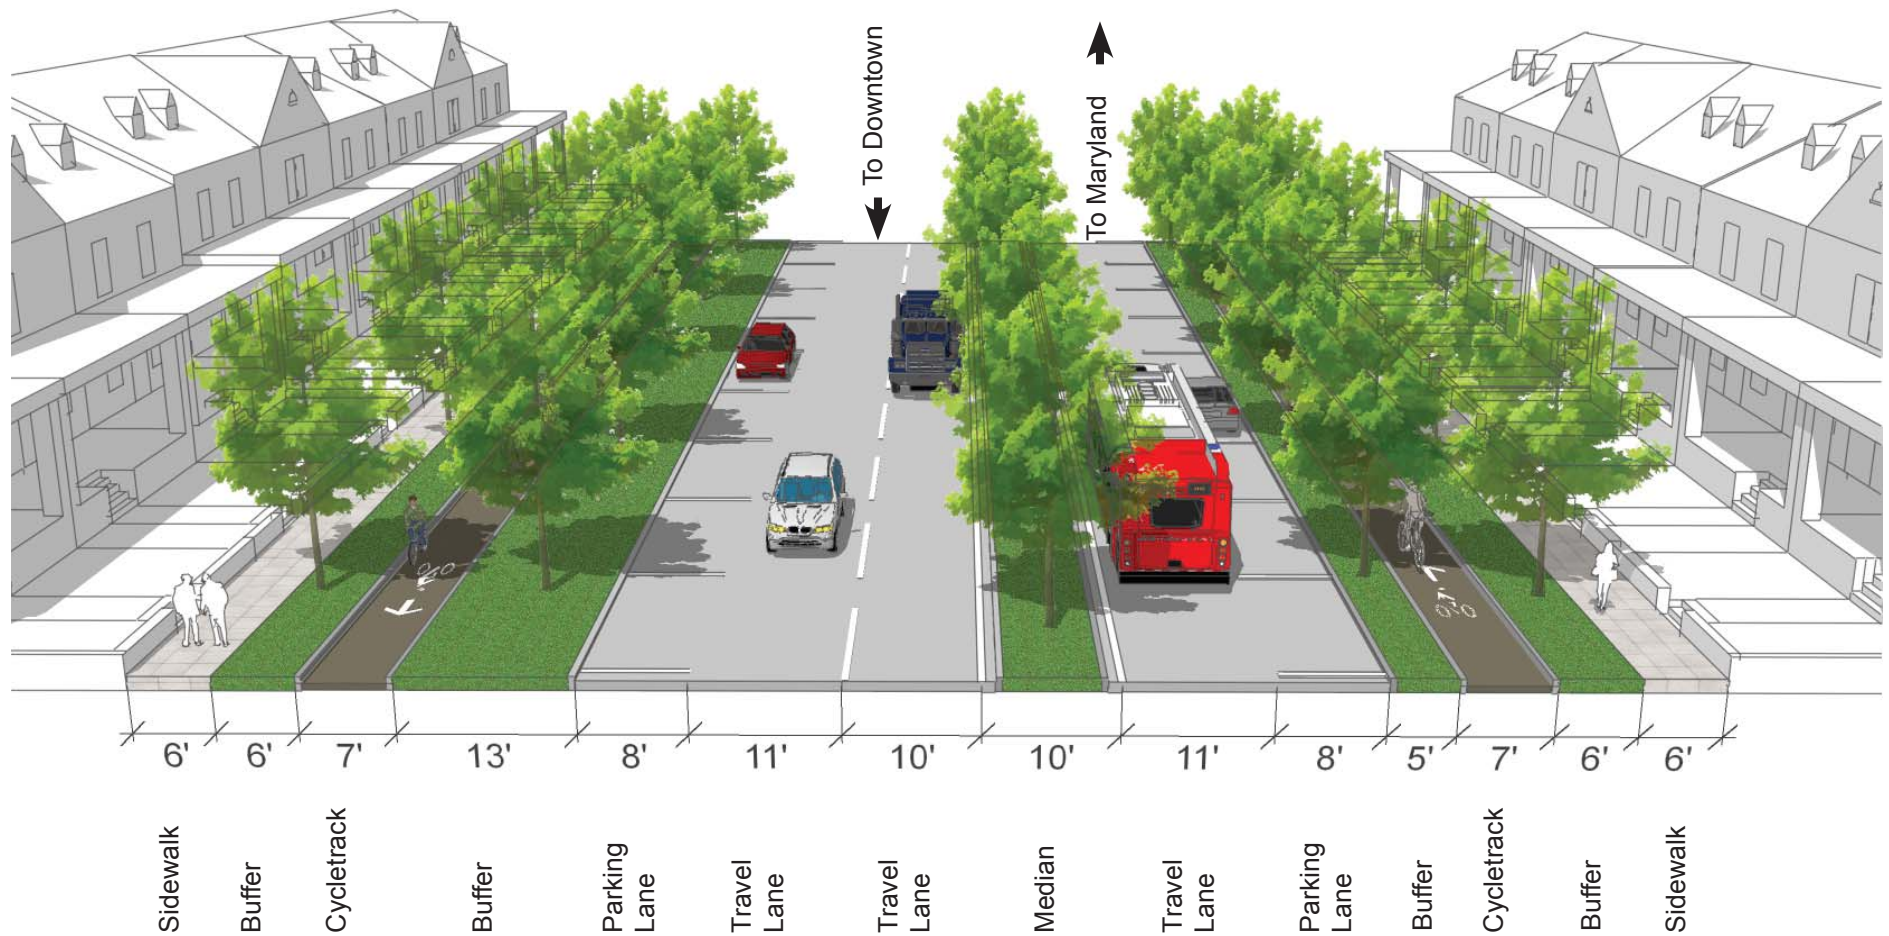 To Downtown
To Maryland
6' 6' 7' 13' 8' 11' 10' 10' 11' 8' 5' 7' 6' 6'
Sidewalk
Buffer
Cycletrack
Buffer
Parking
Lane
Travel
Lane
Travel
Lane
Median
Travel
Lane
Parking
Lane
Buffer
Cycletrack
Buffer
Sidewalk